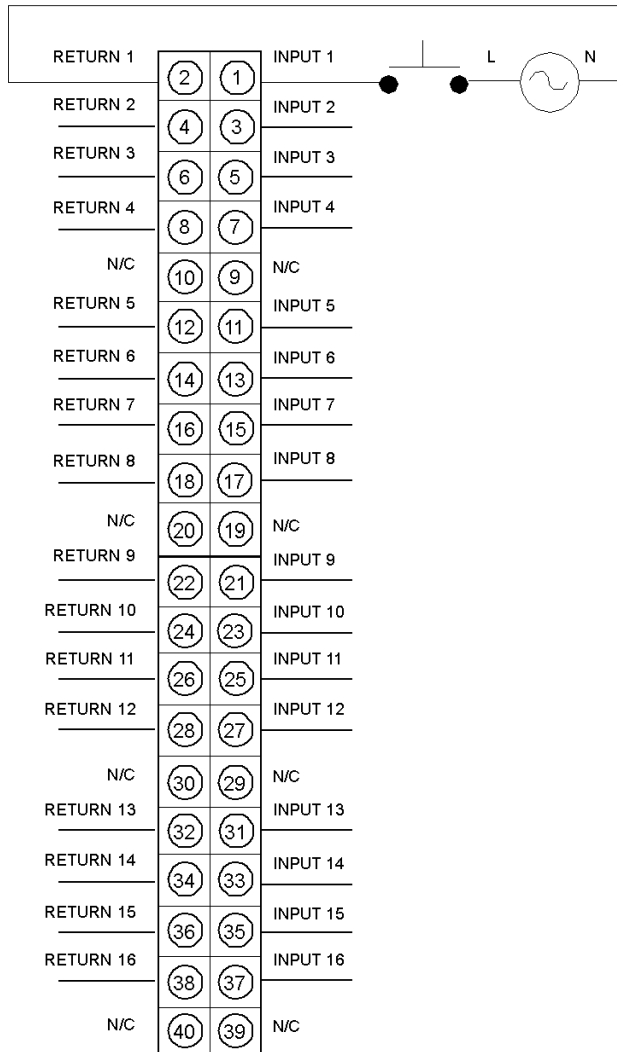 RETURN 1 2 1 INPUT 1 L N
RETURN 2 4 3 INPUT 2
RETURN 3 6 5 INPUT 3
RETURN 4 8 7 INPUT 4
N/C 10 9 N/C
RETURN 5 12 11 INPUT 5
RETURN 6 14 13 INPUT 6
RETURN 7 16 15 INPUT 7
RETURN 8 18 17 INPUT 8
N/C 20 19 N/C
RETURN 9 22 21 INPUT 9
RETURN 10 24 23 INPUT 10
RETURN 11 26 25 INPUT 11
RETURN 12 28 27 INPUT 12
N/C 30 29 N/C
RETURN 13 32 31 INPUT 13
RETURN 14 34 33 INPUT 14
RETURN 15 36 35 INPUT 15
RETURN 16 38 37 INPUT 16
N/C 40 39 N/C